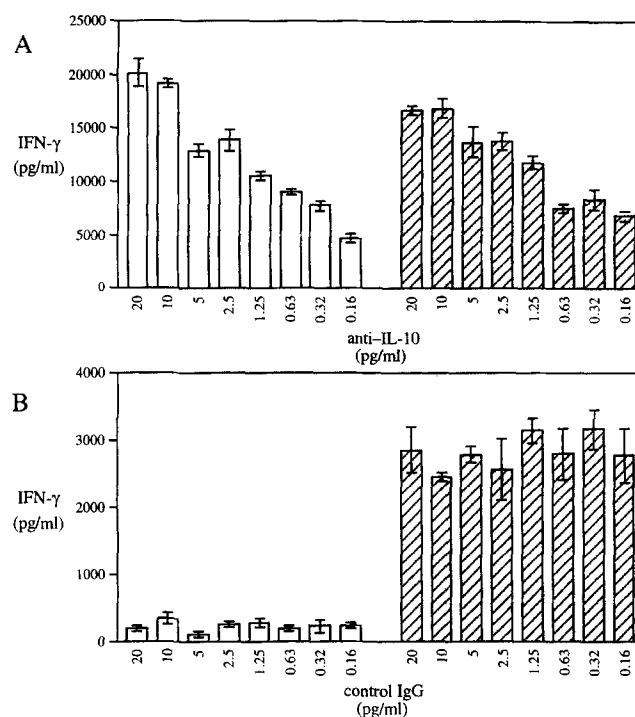 A
25000
20000
IFN-γ
15000
(pg/ml)
10000
5000
0
20 10 5 2.5 1.25 0.63 0.32 0.16 20 10 5 2.5 1.25 0.63 0.32 0.16
anti–IL-10
(pg/ml)
B
4000
3000
IFN-γ
(pg/ml)
2000
1000
0
20 10 5 2.5 1.25 0.63 0.32 0.16 20 10 5 2.5 1.25 0.63 0.32 0.16
control IgG
(pg/ml)